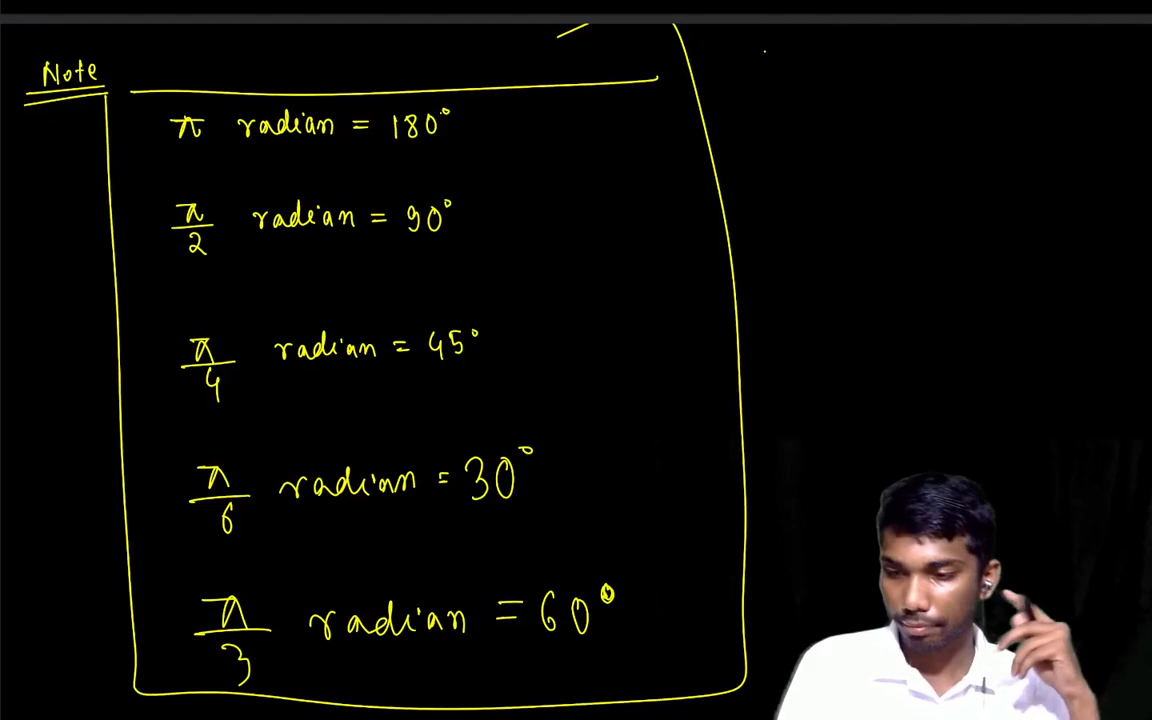 Note
π radian = 180°
π/2 radian = 90°
π/4 radian = 45°
π/6 radian = 30°
π/3 radian = 60°